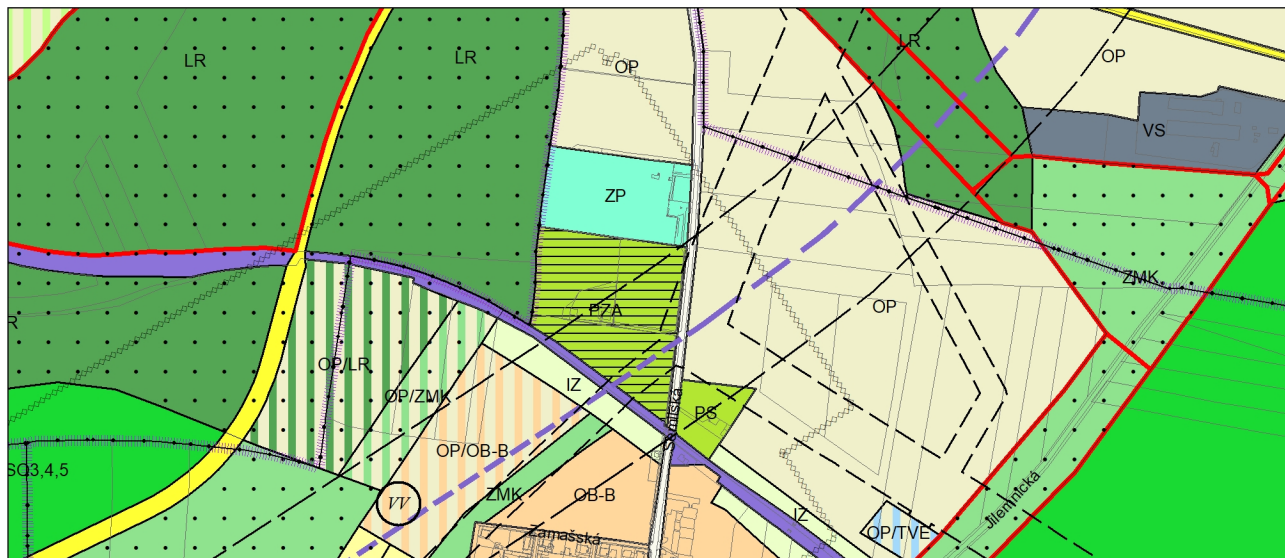 LR
LR
OP
LR
OP
VS
ZP
ZMK
PZA
OP
OP/LR
OP/ZMK
IZ
PS
OP/OB-B
SO3,4,5
ZMK
OB-B
VV
IZ
OP/TVE
Jilemnická
Zamašská